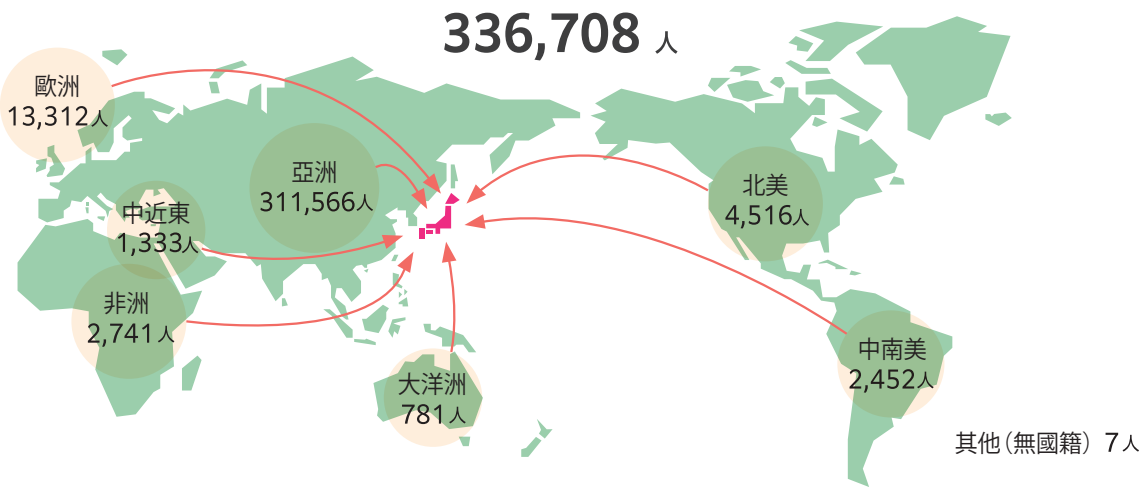 336,708 人
歐洲
13,312人
亞洲
311,566人
北美
4,516人
中近東
1,333人
非洲
2,741人
大洋洲
781人
中南美
2,452人
其他（無國籍）7人